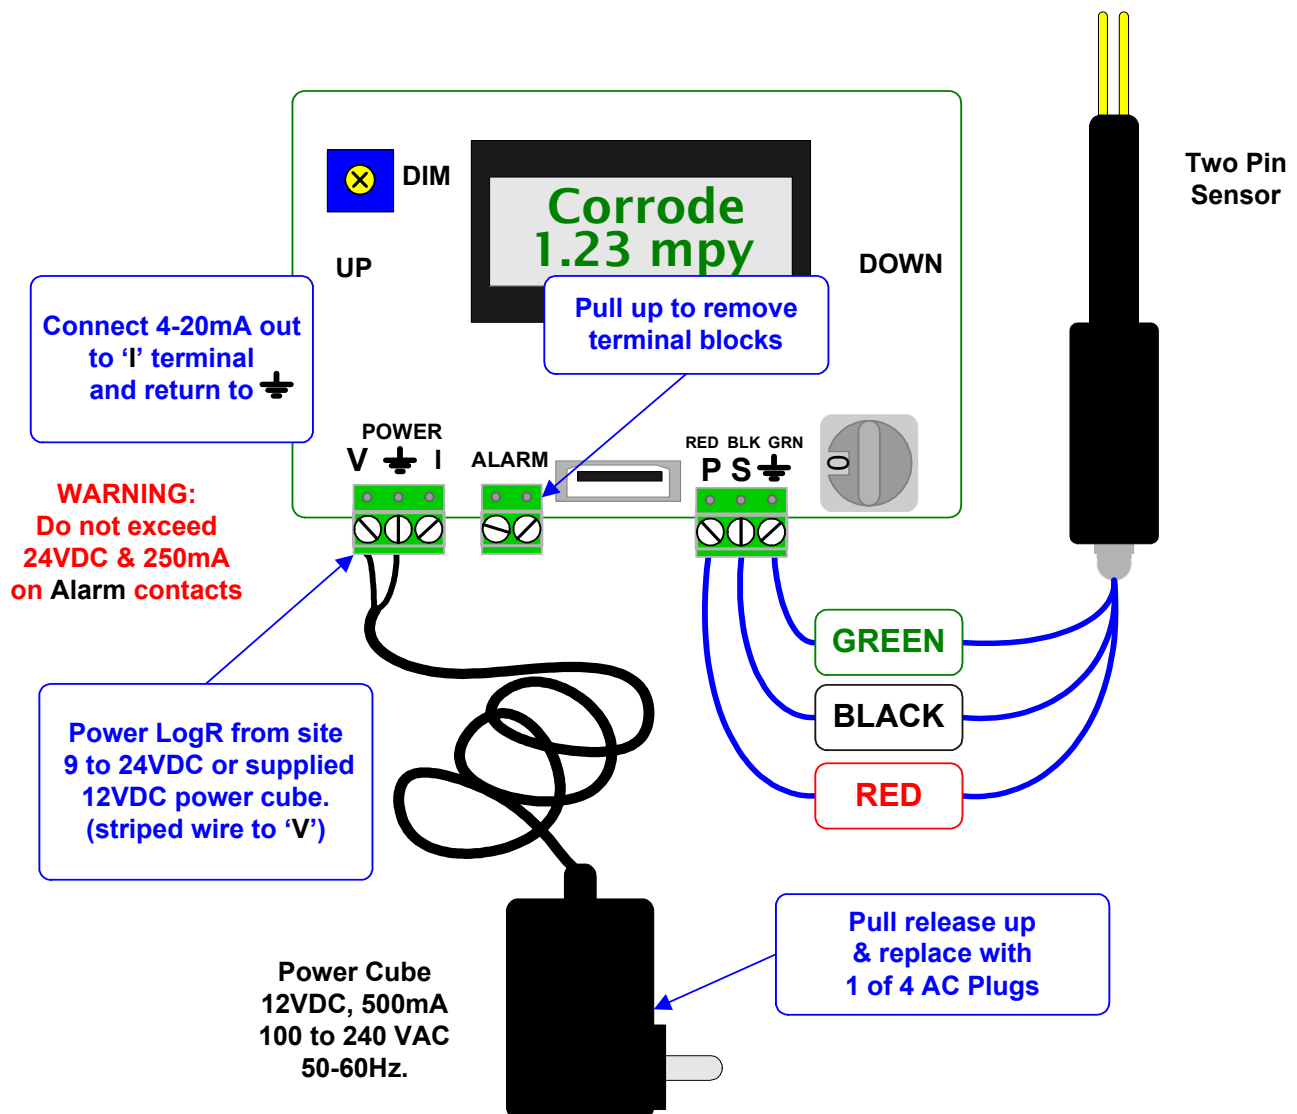 Two Pin
Sensor
DIM
Corrode
1.23 mpy
UP
DOWN
Connect 4-20mA out
to ‘I’ terminal
and return to
Pull up to remove
terminal blocks
POWER
V I
ALARM
RED BLK GRN
P S
0
WARNING:
Do not exceed
24VDC & 250mA
on Alarm contacts
GREEN
BLACK
RED
Power LogR from site
9 to 24VDC or supplied
12VDC power cube.
(striped wire to ‘V’)
Pull release up
& replace with
1 of 4 AC Plugs
Power Cube
12VDC, 500mA
100 to 240 VAC
50-60Hz.